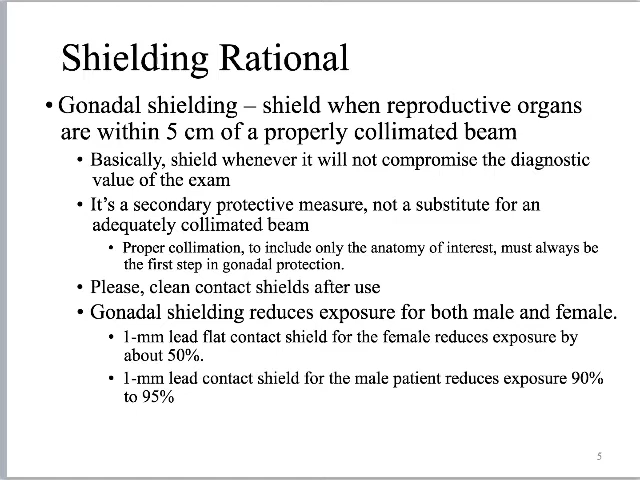 Shielding Rational
• Gonadal shielding – shield when reproductive organs
are within 5 cm of a properly collimated beam
• Basically, shield whenever it will not compromise the diagnostic
value of the exam
• It's a secondary protective measure, not a substitute for an
adequately collimated beam
• Proper collimation, to include only the anatomy of interest, must always be
the first step in gonadal protection.
• Please, clean contact shields after use
• Gonadal shielding reduces exposure for both male and female.
• 1-mm lead flat contact shield for the female reduces exposure by
about 50%.
• 1-mm lead contact shield for the male patient reduces exposure 90%
to 95%
5